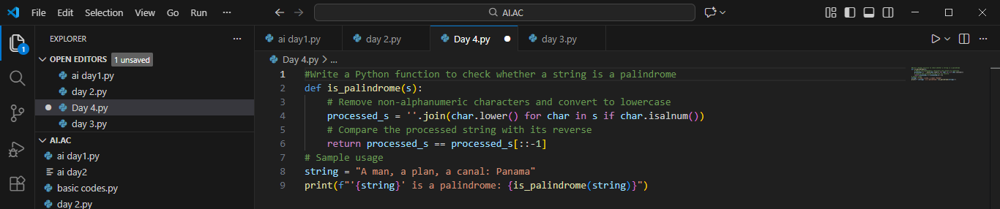 File Edit Selection View Go Run ··· AI.AC
EXPLORER ···
ai day1.py day 2.py Day 4.py day 3.py
OPEN EDITORS 1 unsaved
ai day1.py
day 2.py
Day 4.py
day 3.py
AI.AC
ai day1.py
ai day2
basic codes.py
day 2.py
1
Day 4.py > ...
1 #Write a Python function to check whether a string is a palindrome
2 def is_palindrome(s):
3     # Remove non-alphanumeric characters and convert to lowercase
4     processed_s = ''.join(char.lower() for char in s if char.isalnum())
5     # Compare the processed string with its reverse
6     return processed_s == processed_s[::-1]
7 # Sample usage
8 string = "A man, a plan, a canal: Panama"
9 print(f"'{string}' is a palindrome: {is_palindrome(string)}")